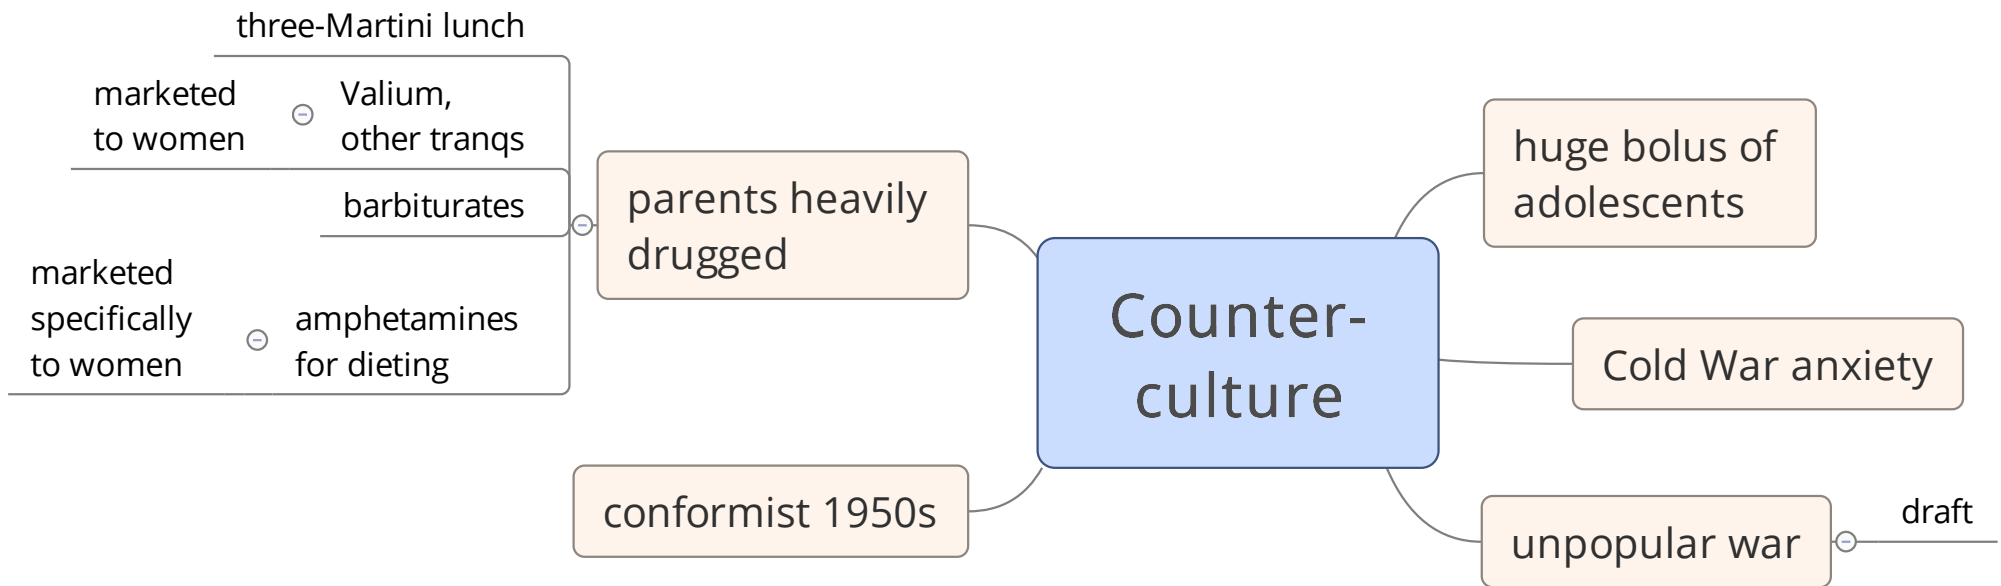 three-Martini lunch
marketed
to women
Valium,
other tranqs
barbiturates
marketed
specifically
to women
amphetamines
for dieting
parents heavily
drugged
conformist 1950s
Counter-
culture
huge bolus of
adolescents
Cold War anxiety
unpopular war
draft